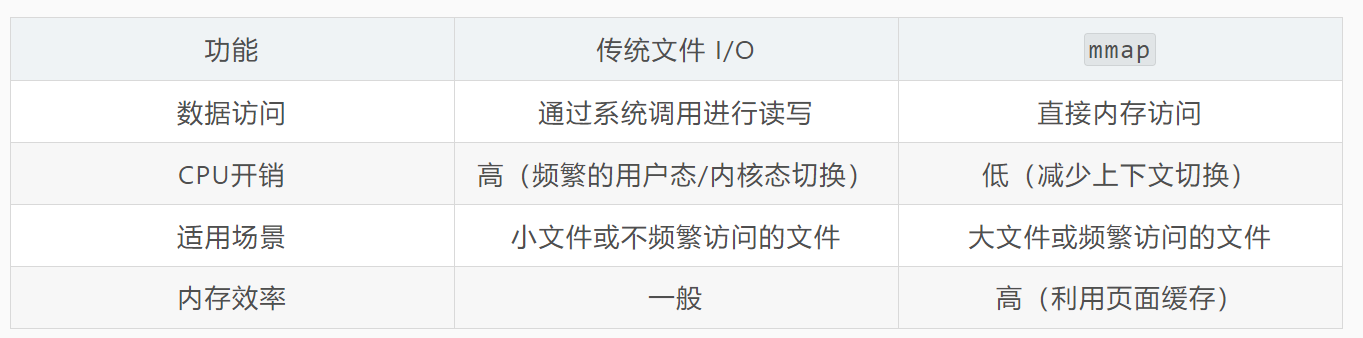 功能 传统文件 I/O mmap
数据访问 通过系统调用进行读写 直接内存访问
CPU开销 高（频繁的用户态/内核态切换） 低（减少上下文切换）
适用场景 小文件或不频繁访问的文件 大文件或频繁访问的文件
内存效率 一般 高（利用页面缓存）